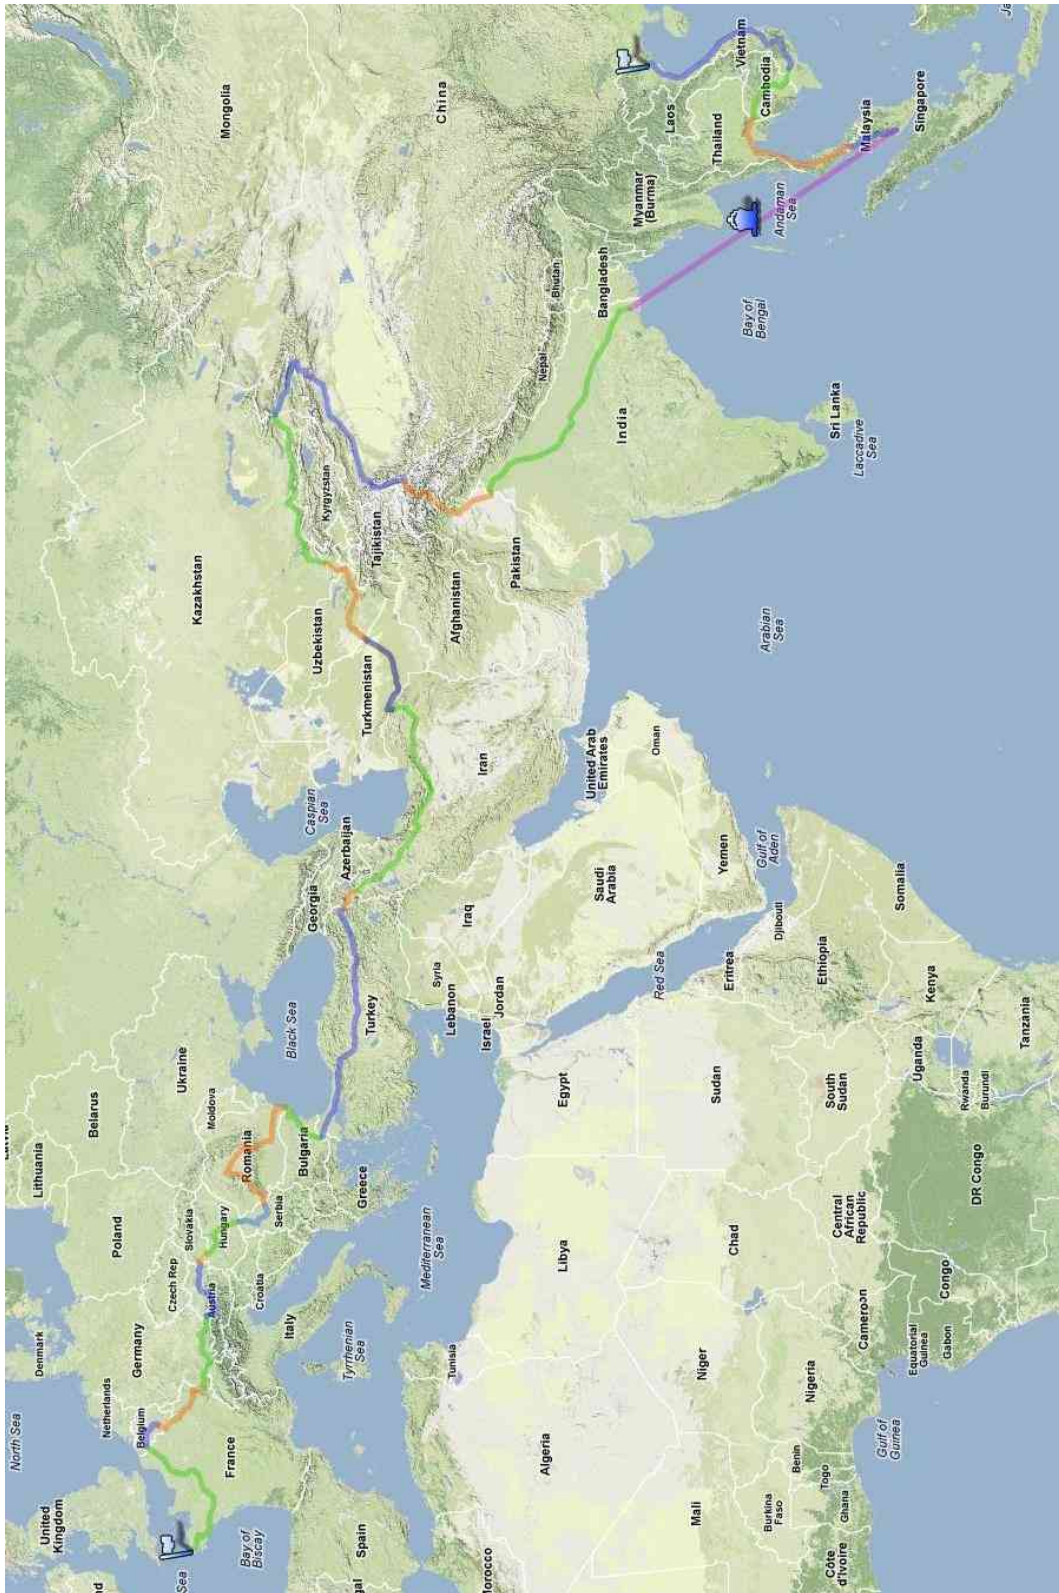 North Sea
United
Kingdom
Sea
Bay of
Biscay
Denmark
Netherlands
Belgium
Germany
France
Spain
Lithuania
Poland
Belarus
Czech Rep
Slovakia
Austria
Hungary
Croatia
Italy
Serbia
Romania
Moldova
Ukraine
Bulgaria
Greece
Tyrrhenian
Sea
Mediterranean
Sea
Black Sea
Georgia
Azerbaijan
Caspian
Sea
Turkey
Kazakhstan
Uzbekistan
Turkmenistan
Kyrgyzstan
Tajikistan
Mongolia
China
Afghanistan
Pakistan
Iran
Iraq
Syria
Lebanon
Israel
Jordan
Saudi
Arabia
United Arab
Emirates
Oman
Yemen
Gulf of
Aden
Red Sea
Arabian
Sea
India
Nepal
Bhutan
Bangladesh
Myanmar
(Burma)
Laos
Thailand
Vietnam
Cambodia
Malaysia
Singapore
Andaman
Sea
Bay of
Bengal
Sri Lanka
Laccadive
Sea
Morocco
Algeria
Tunisia
Libya
Egypt
Mali
Niger
Chad
Sudan
Eritrea
Djibouti
Ethiopia
Somalia
South
Sudan
Central
African
Republic
Burkina
Faso
Benin
Togo
Ghana
Côte
d'Ivoire
Nigeria
Gulf of
Guinea
Cameroon
Equatorial
Guinea
Gabon
Congo
DR Congo
Uganda
Kenya
Rwanda
Burundi
Tanzania